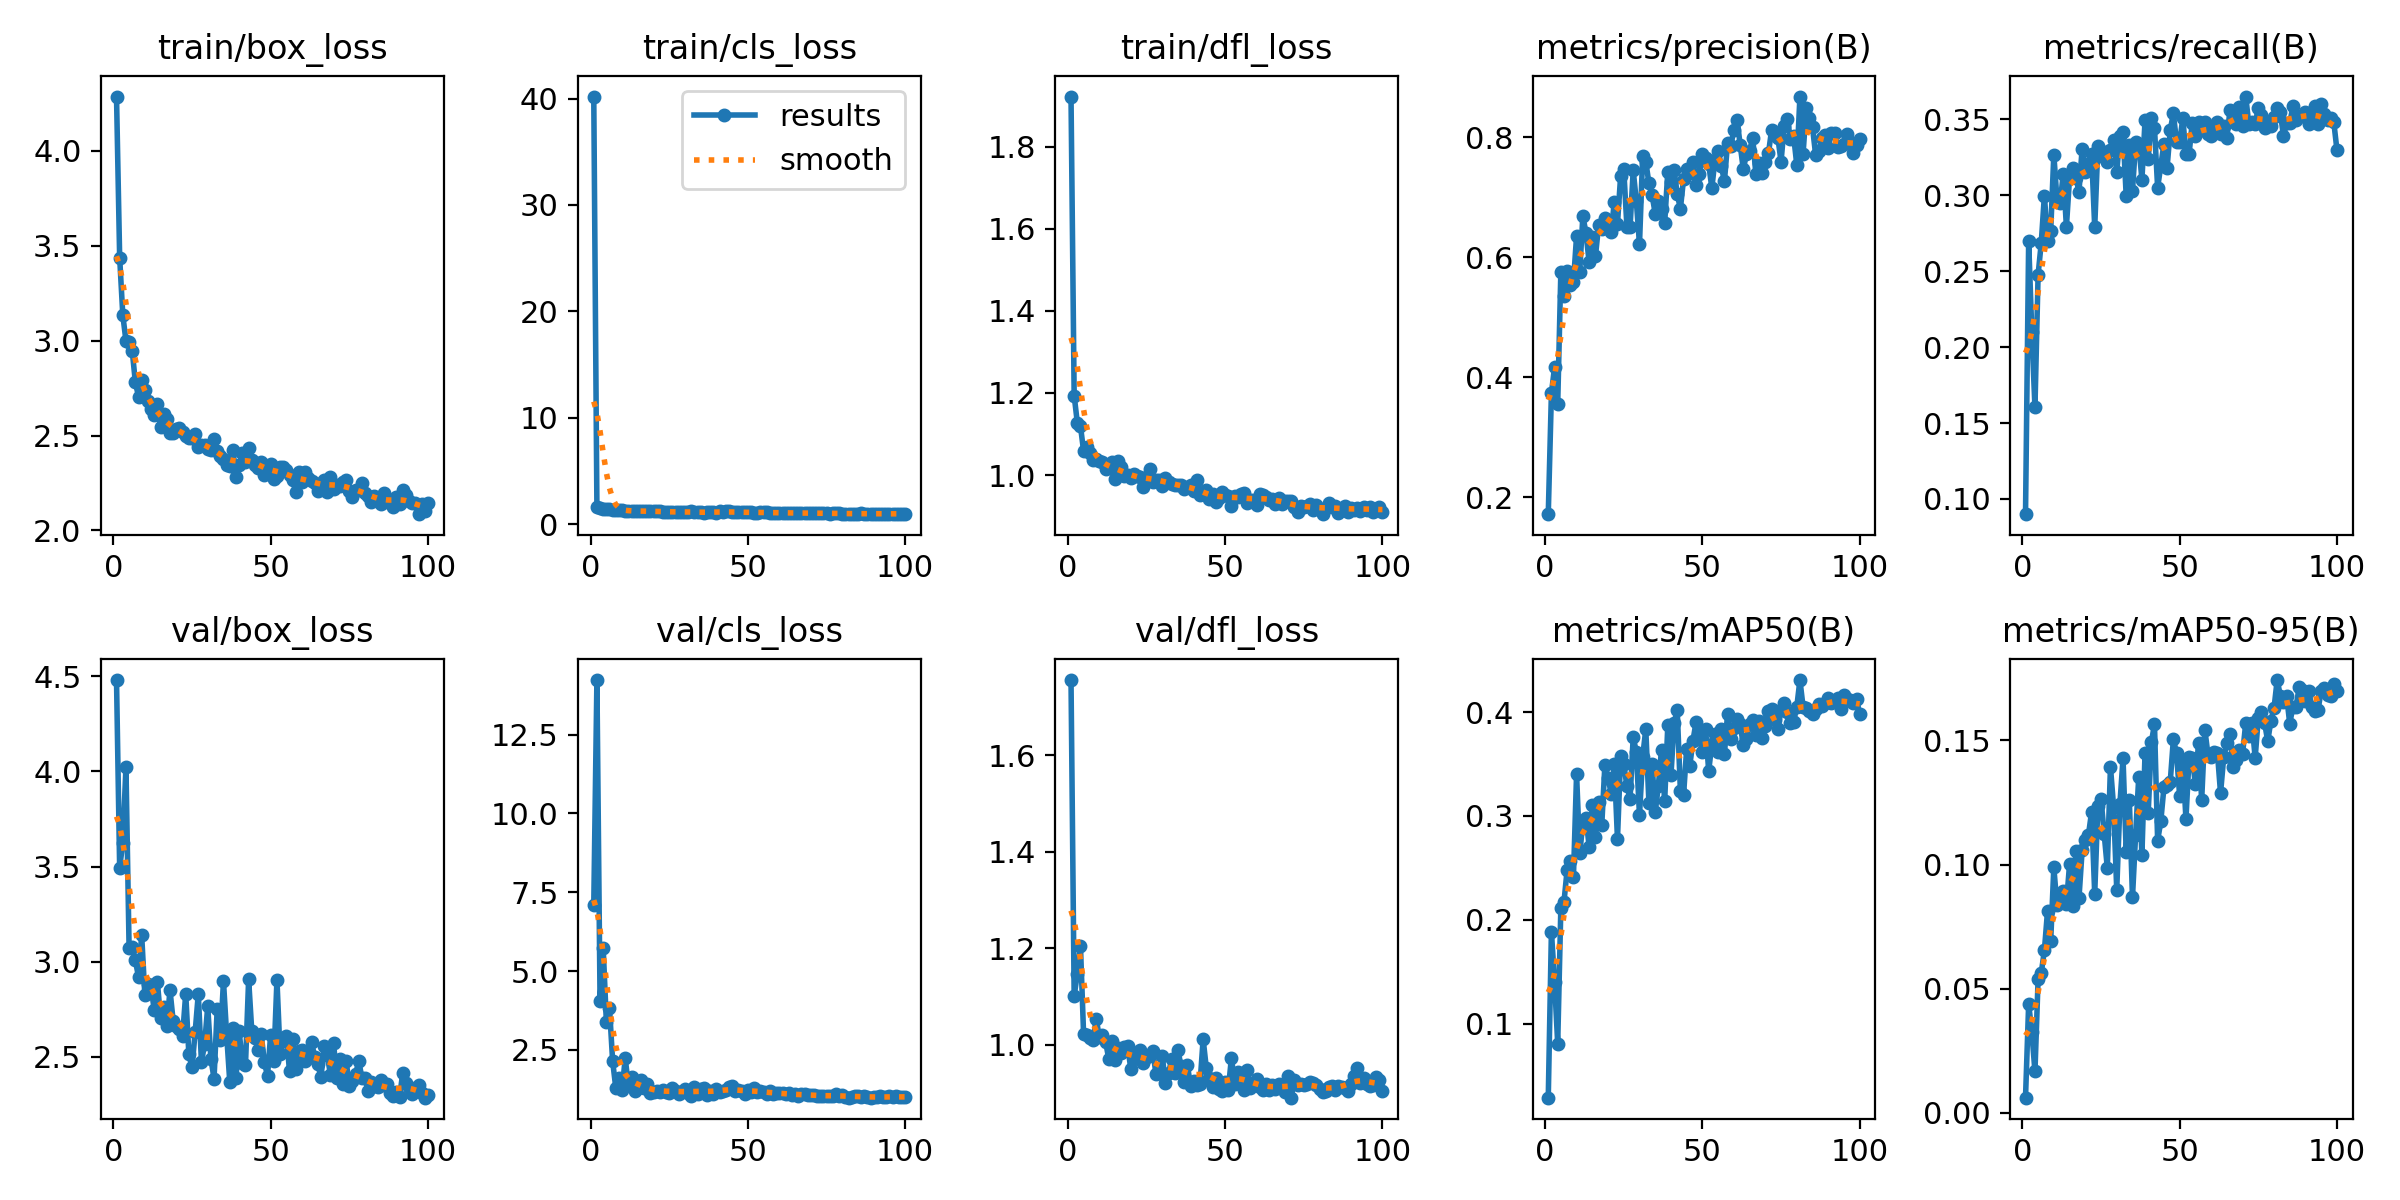 train/box_loss
4.0
3.5
3.0
2.5
2.0
0 50 100
train/cls_loss
40
30
20
10
0
results
smooth
0 50 100
train/dfl_loss
1.8
1.6
1.4
1.2
1.0
0 50 100
metrics/precision(B)
0.8
0.6
0.4
0.2
0 50 100
metrics/recall(B)
0.35
0.30
0.25
0.20
0.15
0.10
0 50 100
val/box_loss
4.5
4.0
3.5
3.0
2.5
0 50 100
val/cls_loss
12.5
10.0
7.5
5.0
2.5
0 50 100
val/dfl_loss
1.6
1.4
1.2
1.0
0 50 100
metrics/mAP50(B)
0.4
0.3
0.2
0.1
0 50 100
metrics/mAP50-95(B)
0.15
0.10
0.05
0.00
0 50 100